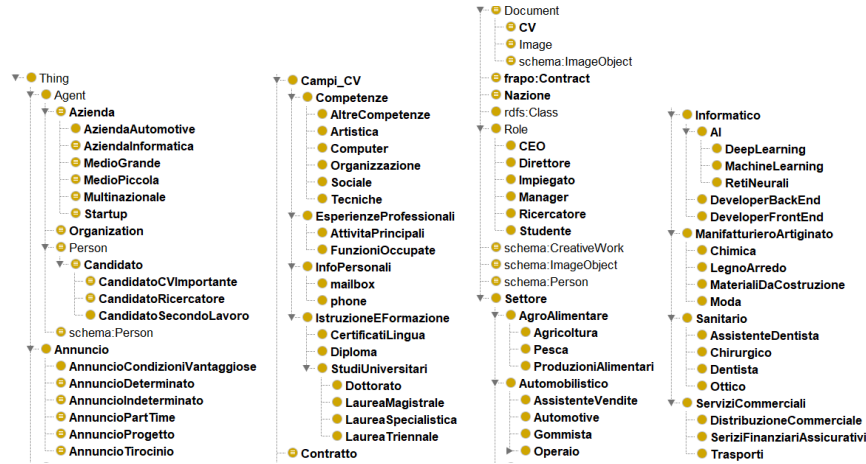 Thing
Agent
Azienda
AziendaAutomotive
AziendaInformatica
MedioGrande
MedioPiccola
Multinazionale
Startup
Organization
Person
Candidato
CandidatoCVImportante
CandidatoRicercatore
CandidatoSecondoLavoro
schema:Person
Annuncio
AnnuncioCondizioniVantaggiose
AnnuncioDeterminato
AnnuncioIndeterminato
AnnuncioPartTime
AnnuncioProgetto
AnnuncioTirocinio
Campi_CV
Competenze
AltreCompetenze
Artistica
Computer
Organizzazione
Sociale
Tecniche
EsperienzeProfessionali
AttivitaPrincipali
FunzioniOccupate
InfoPersonali
mailbox
phone
IstruzioneEFormazione
CertificatiLingua
Diploma
StudiUniversitari
Dottorato
LaureaMagistrale
LaureaSpecialistica
LaureaTriennale
Contratto
Document
CV
Image
schema:ImageObject
frapo:Contract
Nazione
rdfs:Class
Role
CEO
Direttore
Impiegato
Manager
Ricercatore
Studente
schema:CreativeWork
schema:ImageObject
schema:Person
Settore
AgroAlimentare
Agricoltura
Pesca
ProduzioniAlimentari
Automobilistico
AssistenteVendite
Automotive
Gommista
Operaio
Informatico
AI
DeepLearning
MachineLearning
RetiNeurali
DeveloperBackEnd
DeveloperFrontEnd
ManifatturieroArtiginato
Chimica
LegnoArredo
MaterialiDaCostruzione
Moda
Sanitario
AssistenteDentista
Chirurgico
Dentista
Ottico
ServiziCommerciali
DistribuzioneCommerciale
SeriziFinanziariAssicurativi
Trasporti